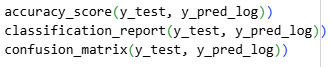 accuracy_score(y_test, y_pred_log))
classification_report(y_test, y_pred_log))
confusion_matrix(y_test, y_pred_log))